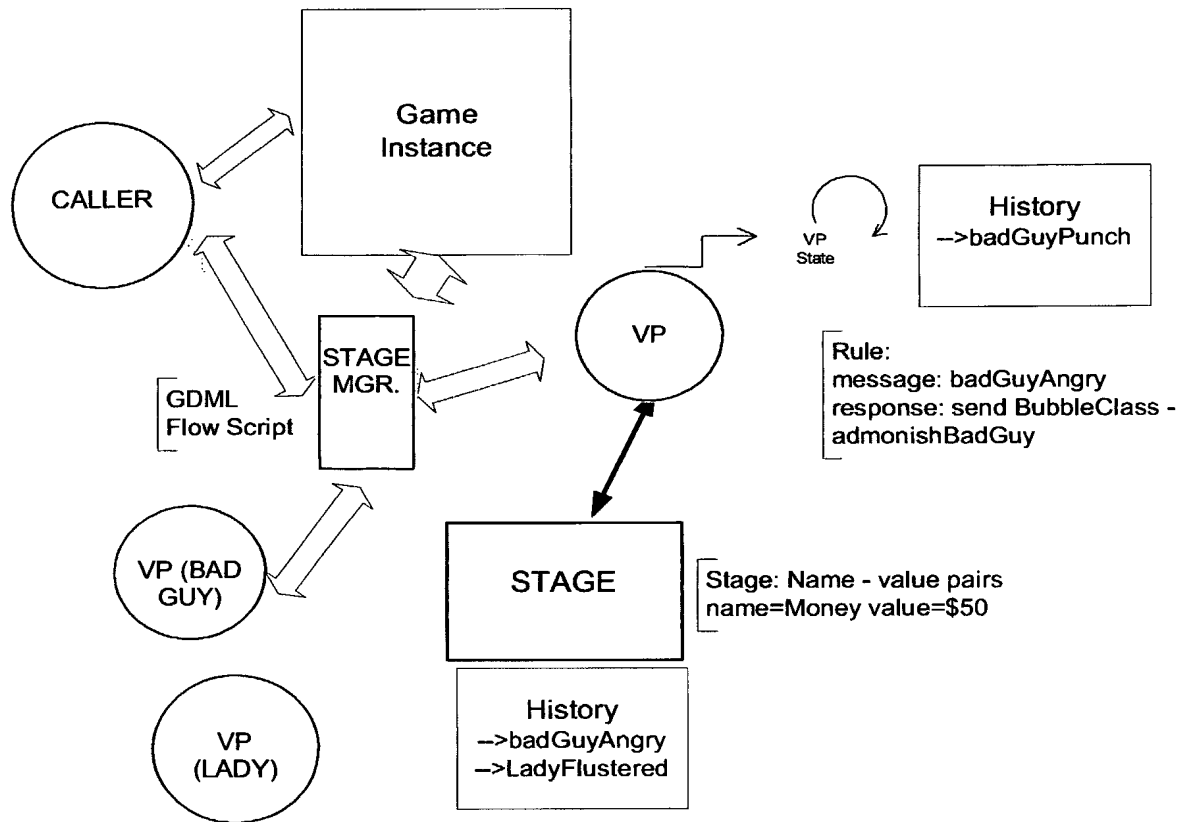 Game
Instance
CALLER
History
-->badGuyPunch
VP
State
VP
STAGE
MGR.
Rule:
message: badGuyAngry
response: send BubbleClass -
admonishBadGuy
GDML
Flow Script
VP (BAD
GUY)
STAGE
Stage: Name - value pairs
name=Money value=$50
History
-->badGuyAngry
-->LadyFlustered
VP
(LADY)